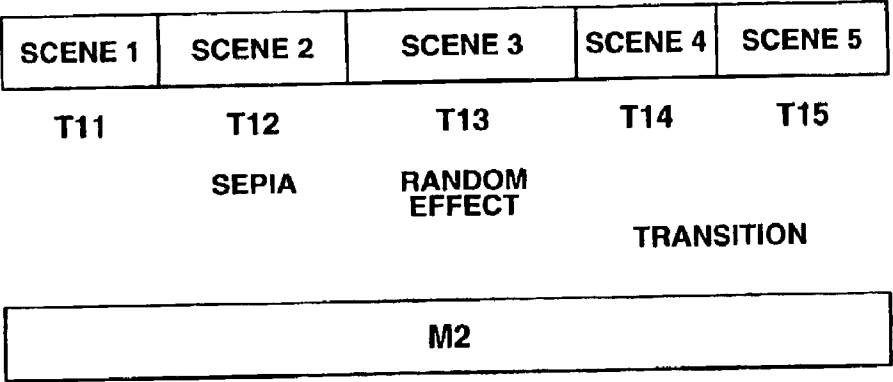 SCENE 1 SCENE 2 SCENE 3 SCENE 4 SCENE 5
T11 T12 T13 T14 T15
SEPIA RANDOM
EFFECT
TRANSITION
M2